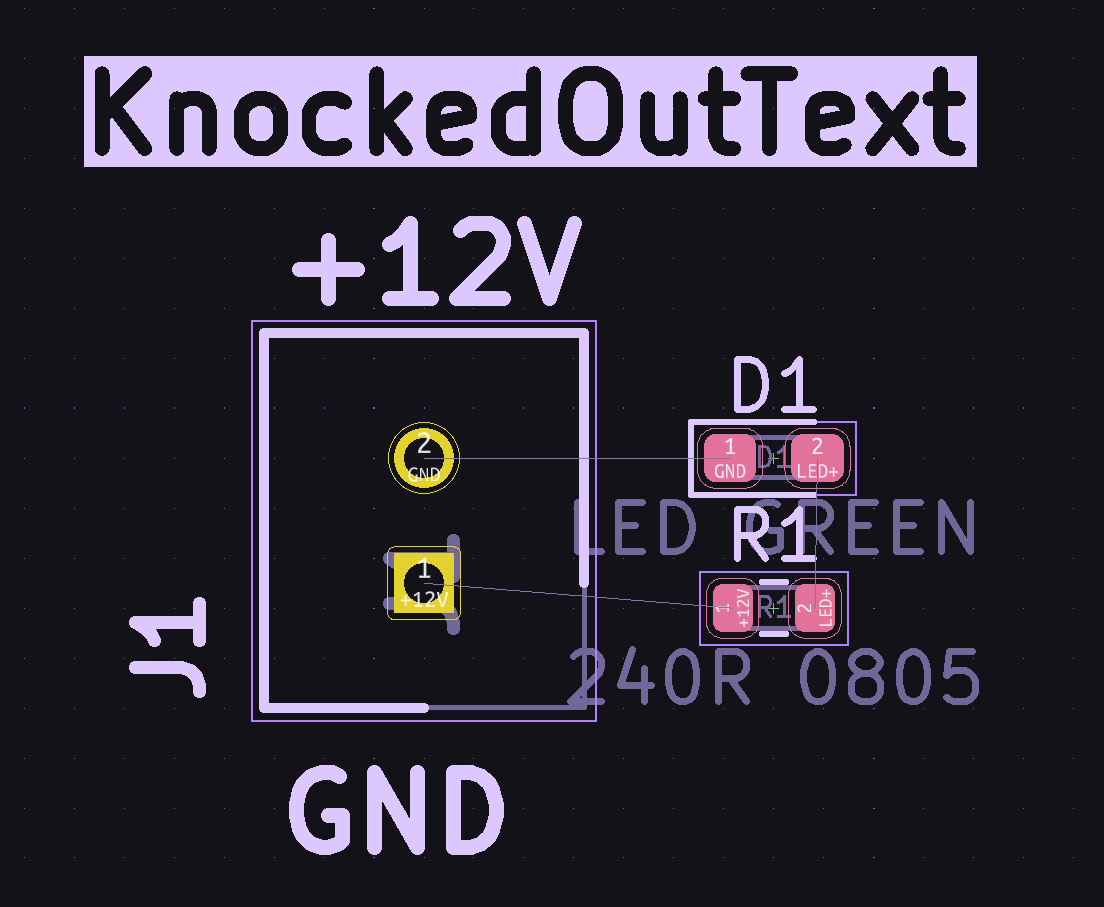 KnockedOutText
+12V
D1
2
GND
1
GND
D1
2
LED+
LED GREEN
R1
1
+12V
1
+12V
R1
2
LED+
J1
240R 0805
GND